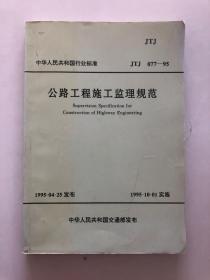 JTJ
中华人民共和国行业标准 JTJ 077—95
公路工程施工监理规范
Supervision Specification for
Construction of Highway Engineering
1995-04-25 发布 1995-10-01 实施
中华人民共和国交通部发布